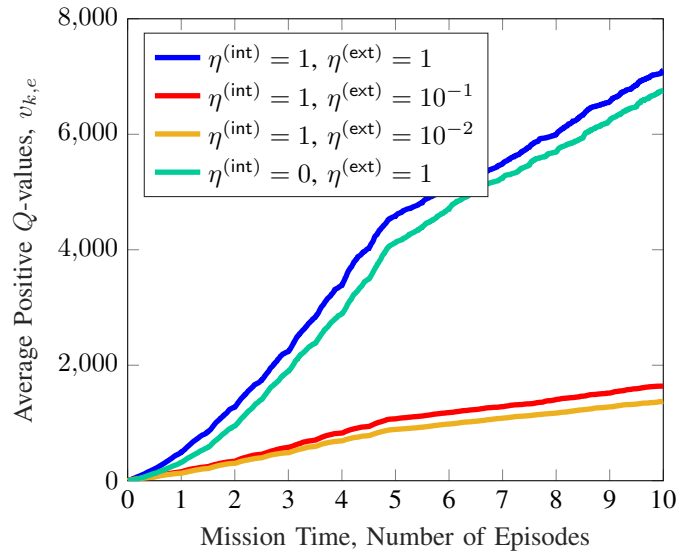 8,000
6,000
4,000
2,000
0
Average Positive Q-values, v_{k,e}
η^{(int)} = 1, η^{(ext)} = 1
η^{(int)} = 1, η^{(ext)} = 10^{-1}
η^{(int)} = 1, η^{(ext)} = 10^{-2}
η^{(int)} = 0, η^{(ext)} = 1
0 1 2 3 4 5 6 7 8 9 10
Mission Time, Number of Episodes